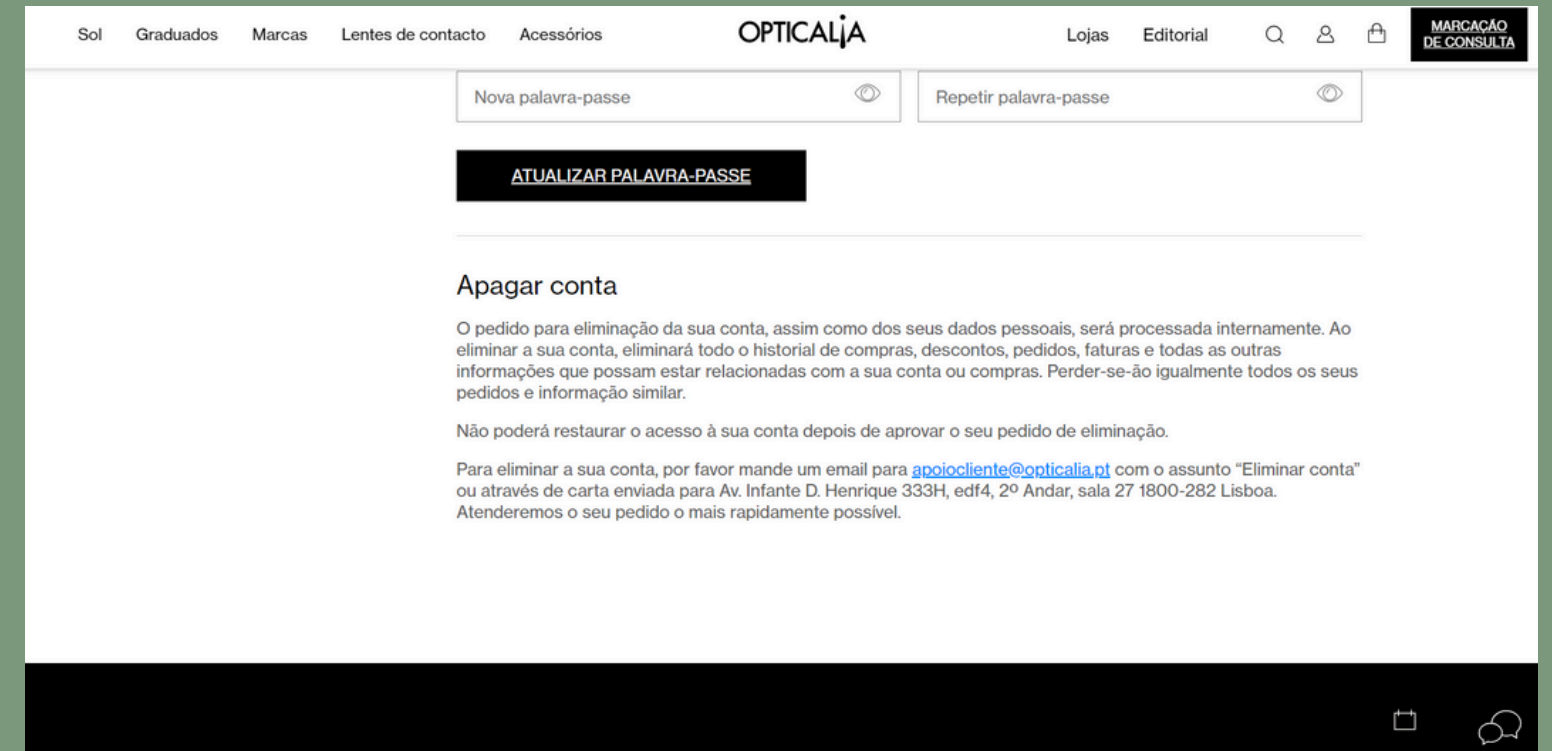 Sol Graduados Marcas Lentes de contacto Acessórios OPTICALiA Lojas Editorial MARCAÇÃO
DE CONSULTA
Nova palavra-passe Repetir palavra-passe
ATUALIZAR PALAVRA-PASSE
Apagar conta
O pedido para eliminação da sua conta, assim como dos seus dados pessoais, será processada internamente. Ao
eliminar a sua conta, eliminará todo o historial de compras, descontos, pedidos, faturas e todas as outras
informações que possam estar relacionadas com a sua conta ou compras. Perder-se-ão igualmente todos os seus
pedidos e informação similar.
Não poderá restaurar o acesso à sua conta depois de aprovar o seu pedido de eliminação.
Para eliminar a sua conta, por favor mande um email para apoiocliente@opticalia.pt com o assunto “Eliminar conta”
ou através de carta enviada para Av. Infante D. Henrique 333H, edf4, 2º Andar, sala 27 1800-282 Lisboa.
Atenderemos o seu pedido o mais rapidamente possível.